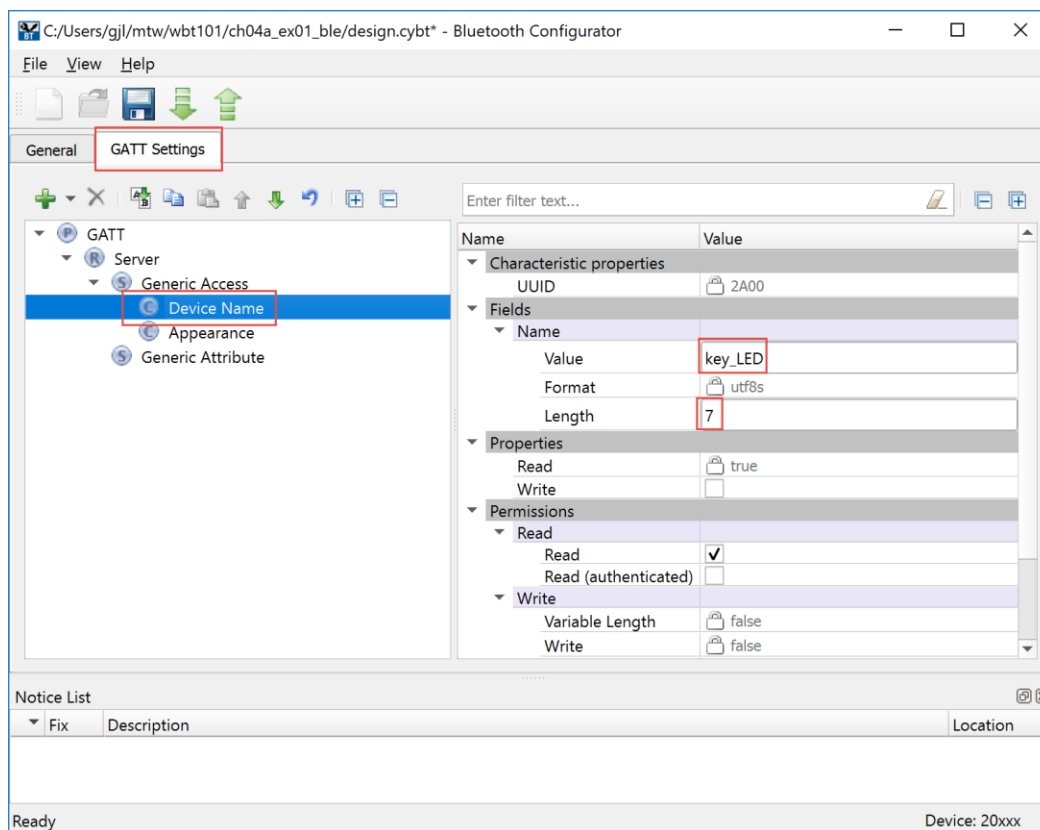 C:/Users/gjl/mtw/wbt101/ch04a_ex01_ble/design.cybt* - Bluetooth Configurator
File View Help
General GATT Settings
Enter filter text...
P GATT
R Server
S Generic Access
C Device Name
C Appearance
S Generic Attribute
Name Value
Characteristic properties
UUID 2A00
Fields
Name
Value key_LED
Format utf8s
Length 7
Properties
Read true
Write
Permissions
Read
Read
Read (authenticated)
Write
Variable Length false
Write false
Notice List
Fix Description Location
Ready Device: 20xxx